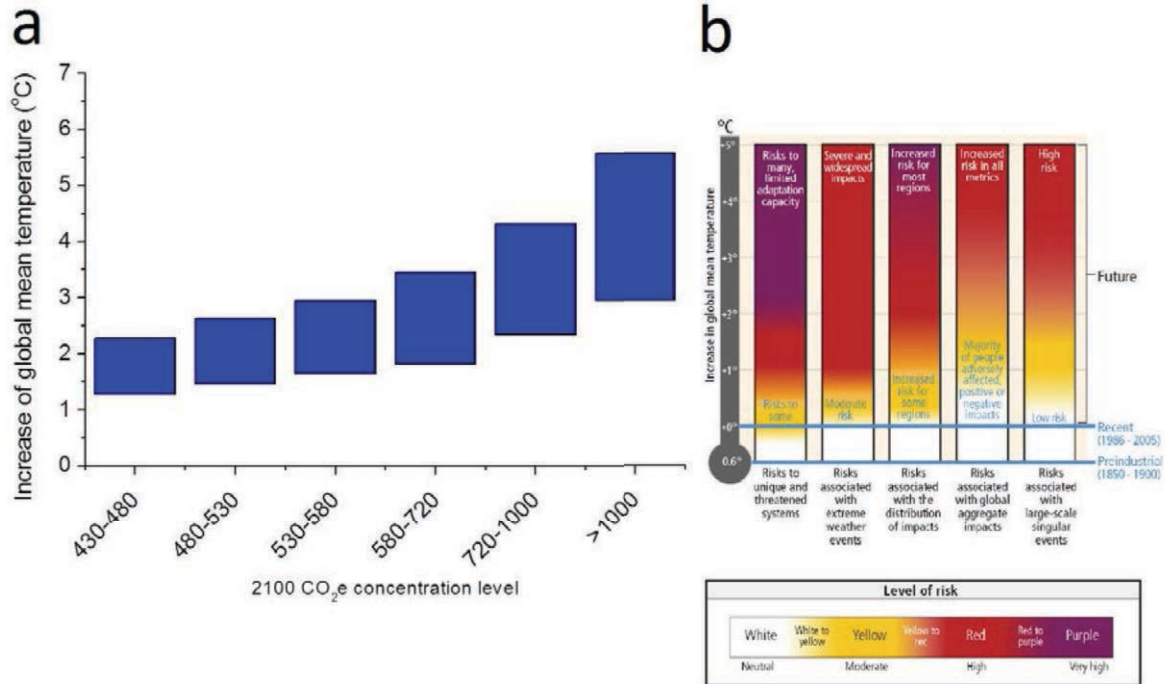 a
Increase of global mean temperature (°C)
7
6
5
4
3
2
1
0
430-480
480-530
530-580
580-720
720-1000
>1000
2100 CO₂e concentration level
b
°C
Increase in global mean temperature
+5°
+4°
+3°
+2°
+1°
+0°
0.6°
Risks to
many,
limited
adaptation
capacity
Risks to
some
Severe and
widespread
impacts
Moderate
risk
Increased
risk for
most
regions
Increased
risk for
some
regions
Increased
risk in all
metrics
Majority
of people
adversely
affected,
positive or
negative
impacts
High
risk
Low risk
Future
Recent
(1986 - 2005)
Preindustrial
(1850 - 1900)
Risks to
unique and
threatened
systems
Risks
associated
with
extreme
weather
events
Risks
associated
with the
distribution
of impacts
Risks
associated
with global
aggregate
impacts
Risks
associated
with
large-scale
singular
events
Level of risk
White
White to
yellow
Yellow
Yellow to
red
Red
Red to
purple
Purple
Neutral
Moderate
High
Very high